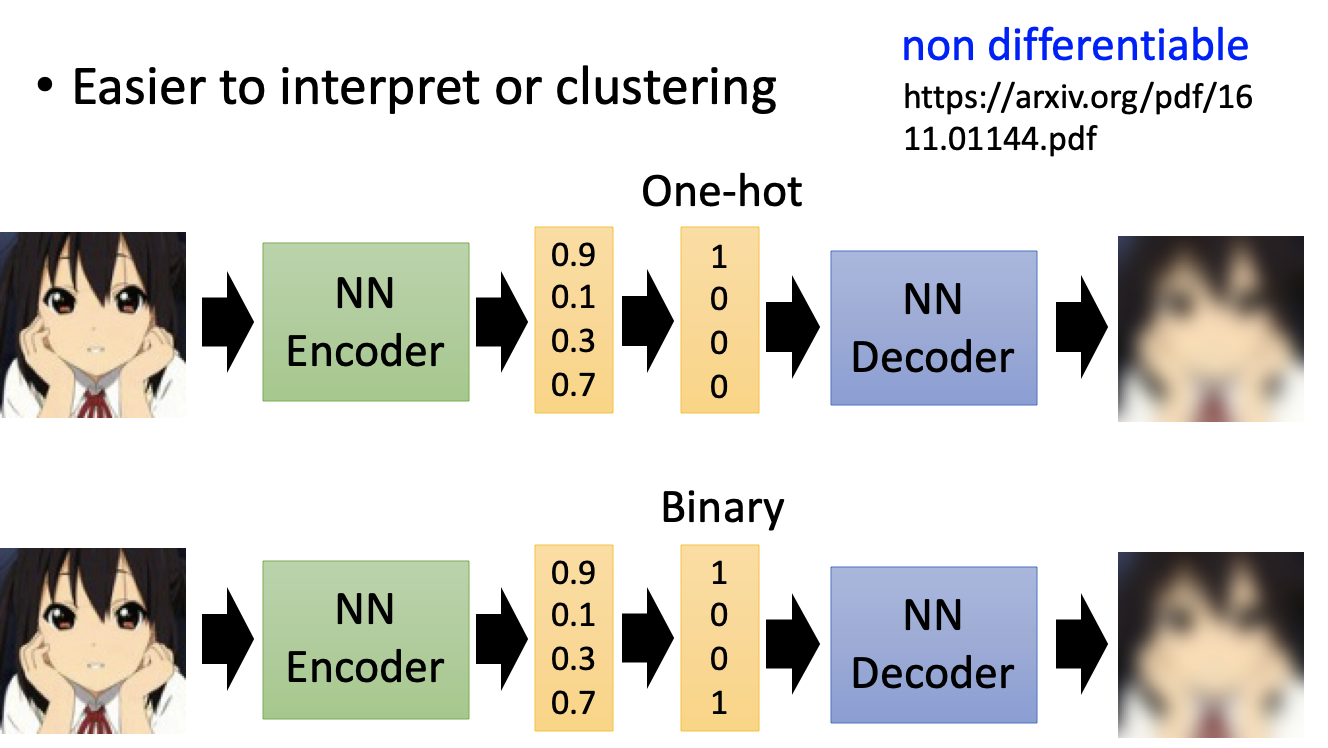 • Easier to interpret or clustering
non differentiable
https://arxiv.org/pdf/16
11.01144.pdf
One-hot
NN
Encoder
0.9
0.1
0.3
0.7
1
0
0
0
NN
Decoder
Binary
NN
Encoder
0.9
0.1
0.3
0.7
1
0
0
1
NN
Decoder